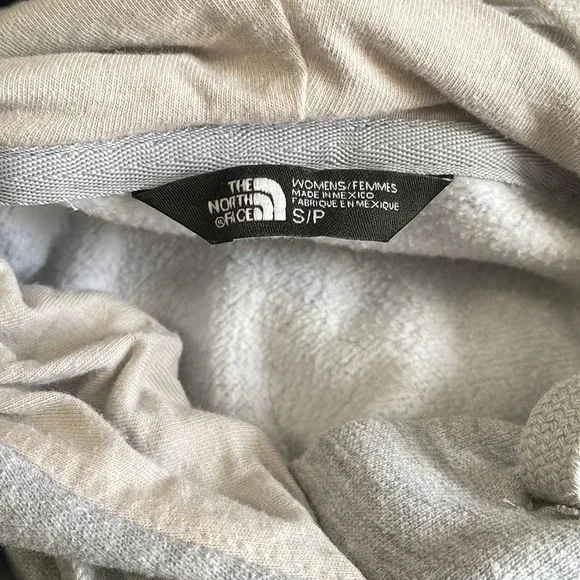 THE
NORTH
FACE
WOMENS/FEMMES
MADE IN MEXICO
FABRIQUE EN MEXIQUE
S/P